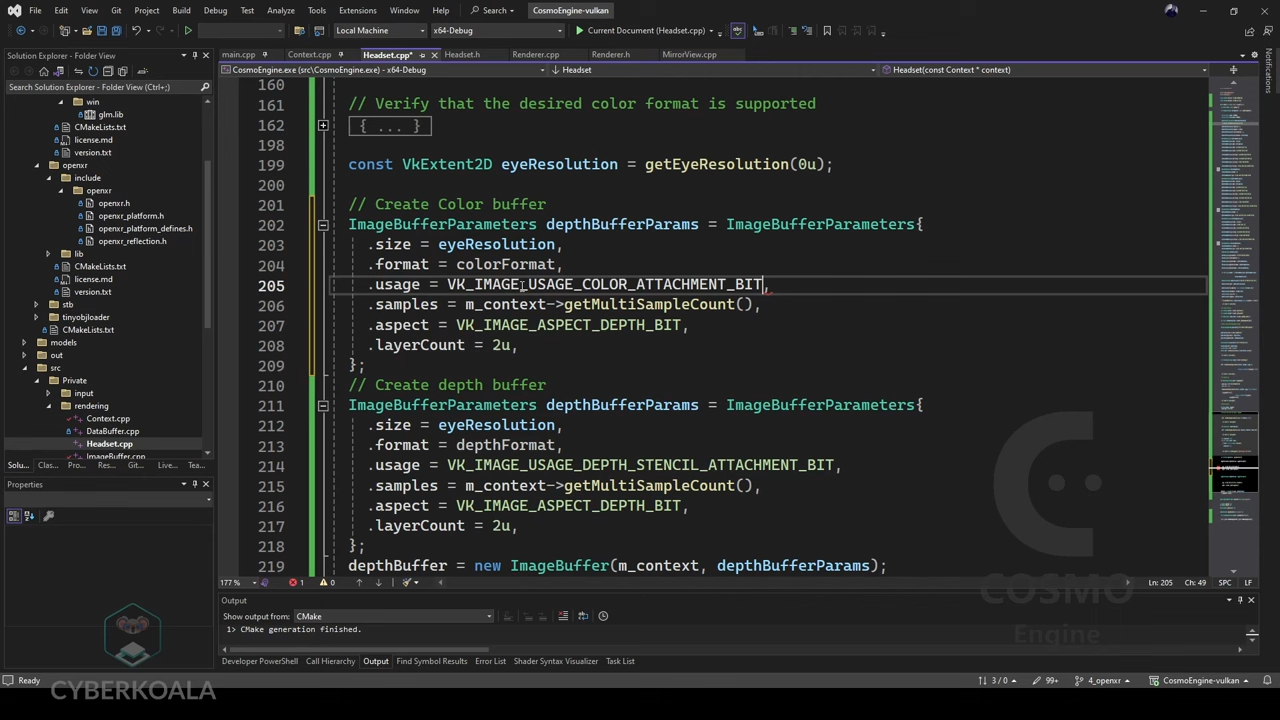 File Edit View Git Project Build Debug Team Tools Extensions Window Help Search CosmoEngine-vulkan
Local Machine x64-Debug Current Document (Headset.cpp)
Solution Explorer - Folder View
Search Solution Explorer - Folder View (Ctrl+;)
win
glm.lib
CMakeLists.txt
license.md
version.txt
openxr
include
openxr
openxr.h
openxr_platform.h
openxr_platform_defines.h
openxr_reflection.h
lib
CMakeLists.txt
license.md
version.txt
stb
tinyobjloader
CMakeLists.txt
models
out
src
Private
input
rendering
Context.cpp
DataBuffer.cpp
Headset.cpp
ImageBuffer.cpp
Solu... Class... Pro... Res... Git... Live... Tea...
Properties
main.cpp Context.cpp Headset.cpp* Headset.h Renderer.cpp Renderer.h MirrorView.cpp
CosmoEngine.exe (src\CosmoEngine.exe) - x64-Debug Headset Headset(const Context * context)
160
161 // Verify that the desired color format is supported
162 { ... }
198
199 const VkExtent2D eyeResolution = getEyeResolution(0u);
200
201 // Create Color buffer
202 ImageBufferParameters depthBufferParams = ImageBufferParameters{
203 .size = eyeResolution,
204 .format = colorFormat,
205 .usage = VK_IMAGE_USAGE_COLOR_ATTACHMENT_BIT,
206 .samples = m_context->getMultiSampleCount(),
207 .aspect = VK_IMAGE_ASPECT_DEPTH_BIT,
208 .layerCount = 2u,
209 };
210 // Create depth buffer
211 ImageBufferParameters depthBufferParams = ImageBufferParameters{
212 .size = eyeResolution,
213 .format = depthFormat,
214 .usage = VK_IMAGE_USAGE_DEPTH_STENCIL_ATTACHMENT_BIT,
215 .samples = m_context->getMultiSampleCount(),
216 .aspect = VK_IMAGE_ASPECT_DEPTH_BIT,
217 .layerCount = 2u,
218 };
219 depthBuffer = new ImageBuffer(m_context, depthBufferParams);
177 % 1 0 Ln: 205 Ch: 49 SPC LF
Output
Show output from: CMake
1> CMake generation finished.
Developer PowerShell Call Hierarchy Output Find Symbol Results Error List Shader Syntax Visualizer Task List
Ready 3 / 0 99+ 4_openxr CosmoEngine-vulkan
Notifications
COSMO
Engine
CYBERKOALA